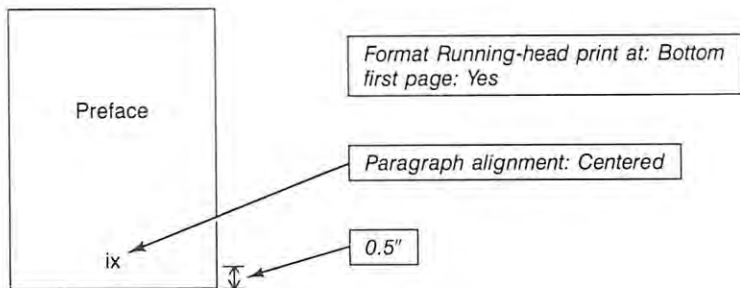 Format Running-head print at: Bottom
first page: Yes
Preface
Paragraph alignment: Centered
ix
0.5″